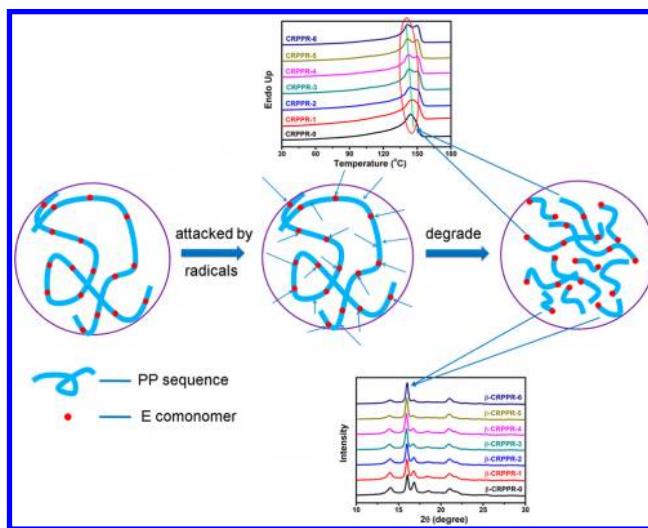 Endo Up
CRPPR-6
CRPPR-5
CRPPR-4
CRPPR-3
CRPPR-2
CRPPR-1
CRPPR-0
30 60 90 120 150 180
Temperature (°C)
attacked by
radicals
degrade
PP sequence
E comonomer
Intensity
β-CRPPR-6
β-CRPPR-5
β-CRPPR-4
β-CRPPR-3
β-CRPPR-2
β-CRPPR-1
β-CRPPR-0
10 15 20 25 30
2θ (degree)